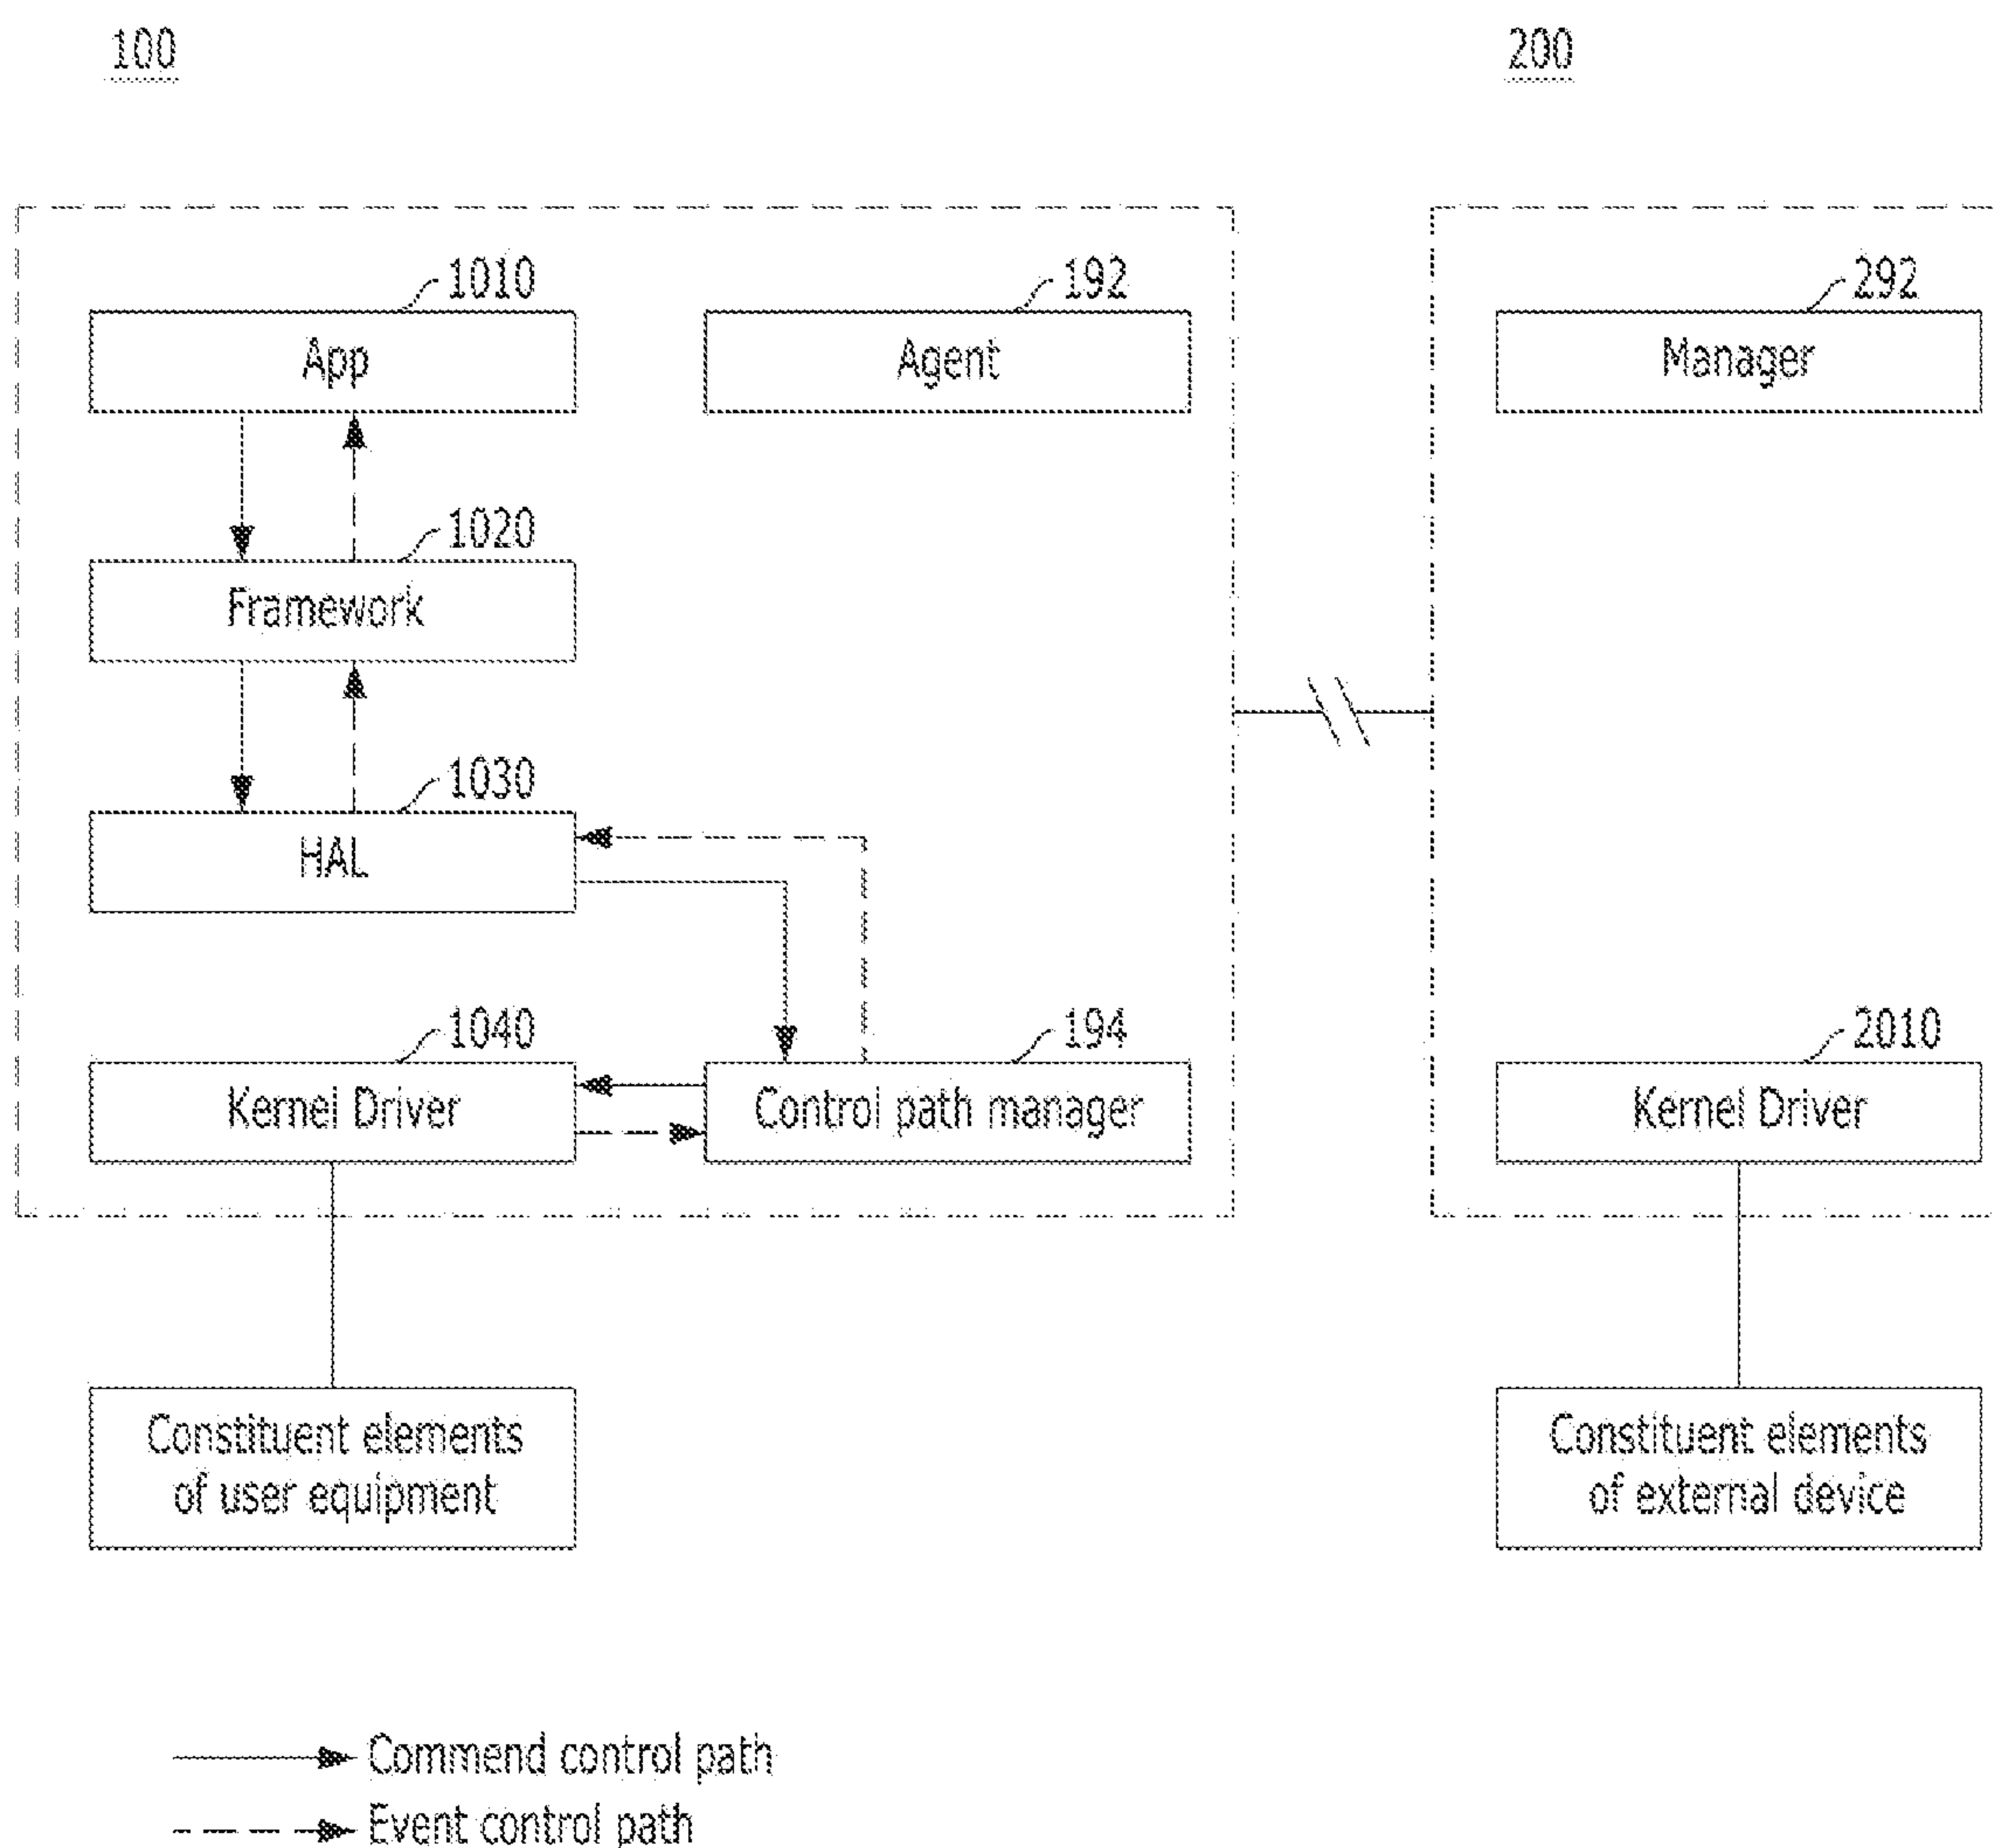 100
200
1010
192
292
App
Agent
Manager
1020
Framework
1030
HAL
1040
194
2010
Kernel Driver
Control path manager
Kernel Driver
Constituent elements
of user equipment
Constituent elements
of external device
Commend control path
Event control path